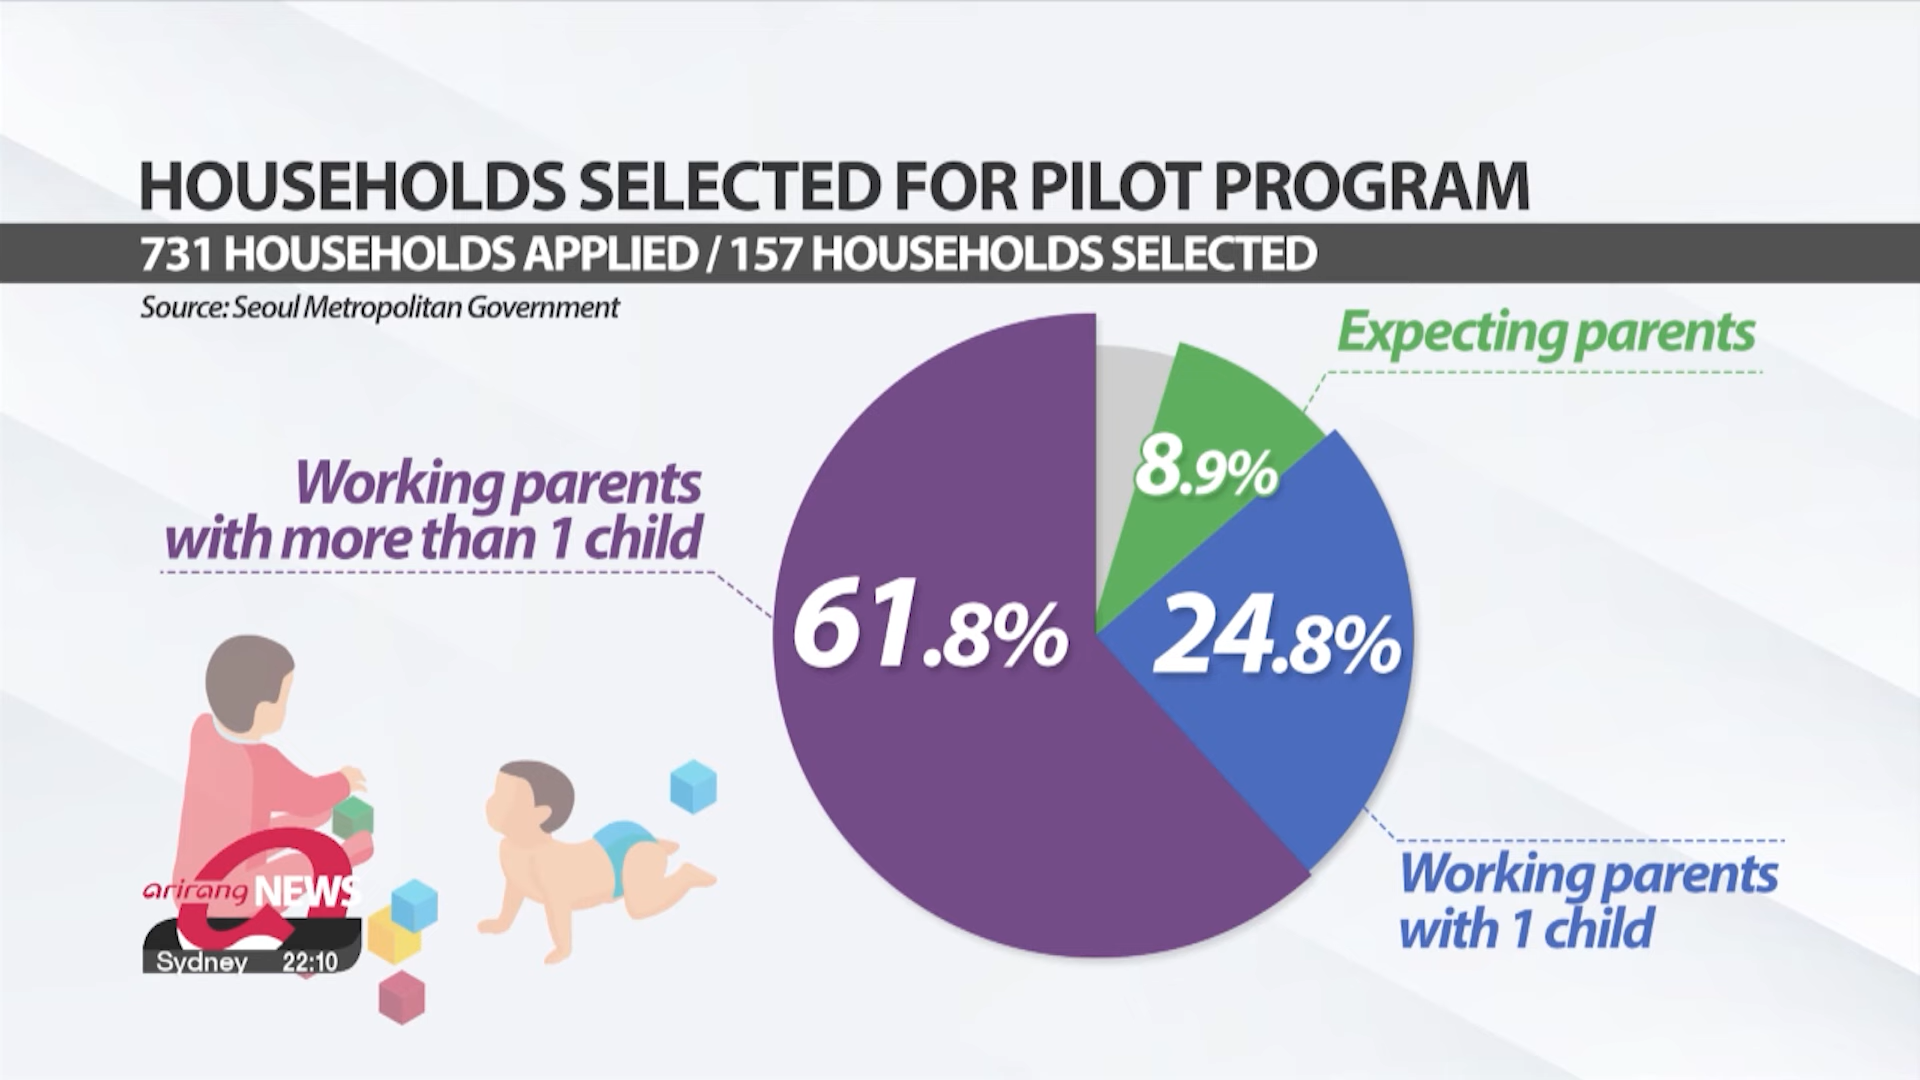 HOUSEHOLDS SELECTED FOR PILOT PROGRAM
731 HOUSEHOLDS APPLIED / 157 HOUSEHOLDS SELECTED
Source: Seoul Metropolitan Government
Expecting parents
8.9%
Working parents
with more than 1 child
61.8%
24.8%
Working parents
with 1 child
arirang NEWS
Sydney 22:10